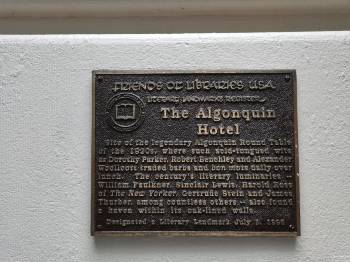 FRIENDS OF LIBRARIES U.S.A.
LITERARY LANDMARKS REGISTER
The Algonquin
Hotel
Site of the legendary Algonquin Round Table
of the 1920s, where such acid-tongued wits
as Dorothy Parker, Robert Benchley and Alexander
Woollcott traded barbs and bon mots daily over
lunch. The century's literary luminaries –
William Faulkner, Sinclair Lewis, Harold Ross
of The New Yorker, Gertrude Stein and James
Thurber, among countless others – also found
a haven within its oak-lined walls.
Designated a Literary Landmark July 1996